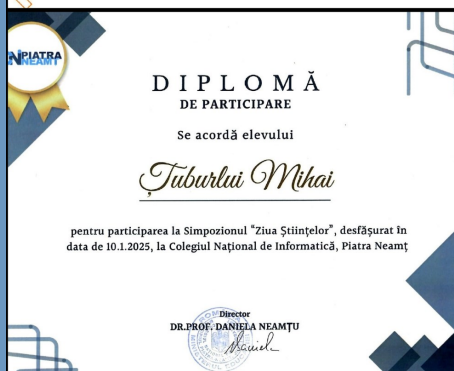 PIATRA
NEAMȚ
DIPLOMĂ
DE PARTICIPARE
Se acordă elevului
Țuburlui Mihai
pentru participarea la Simpozionul "Ziua Științelor", desfășurat în
data de 10.1.2025, la Colegiul Național de Informatică, Piatra Neamț
Director
DR.PROF. DANIELA NEAMȚU